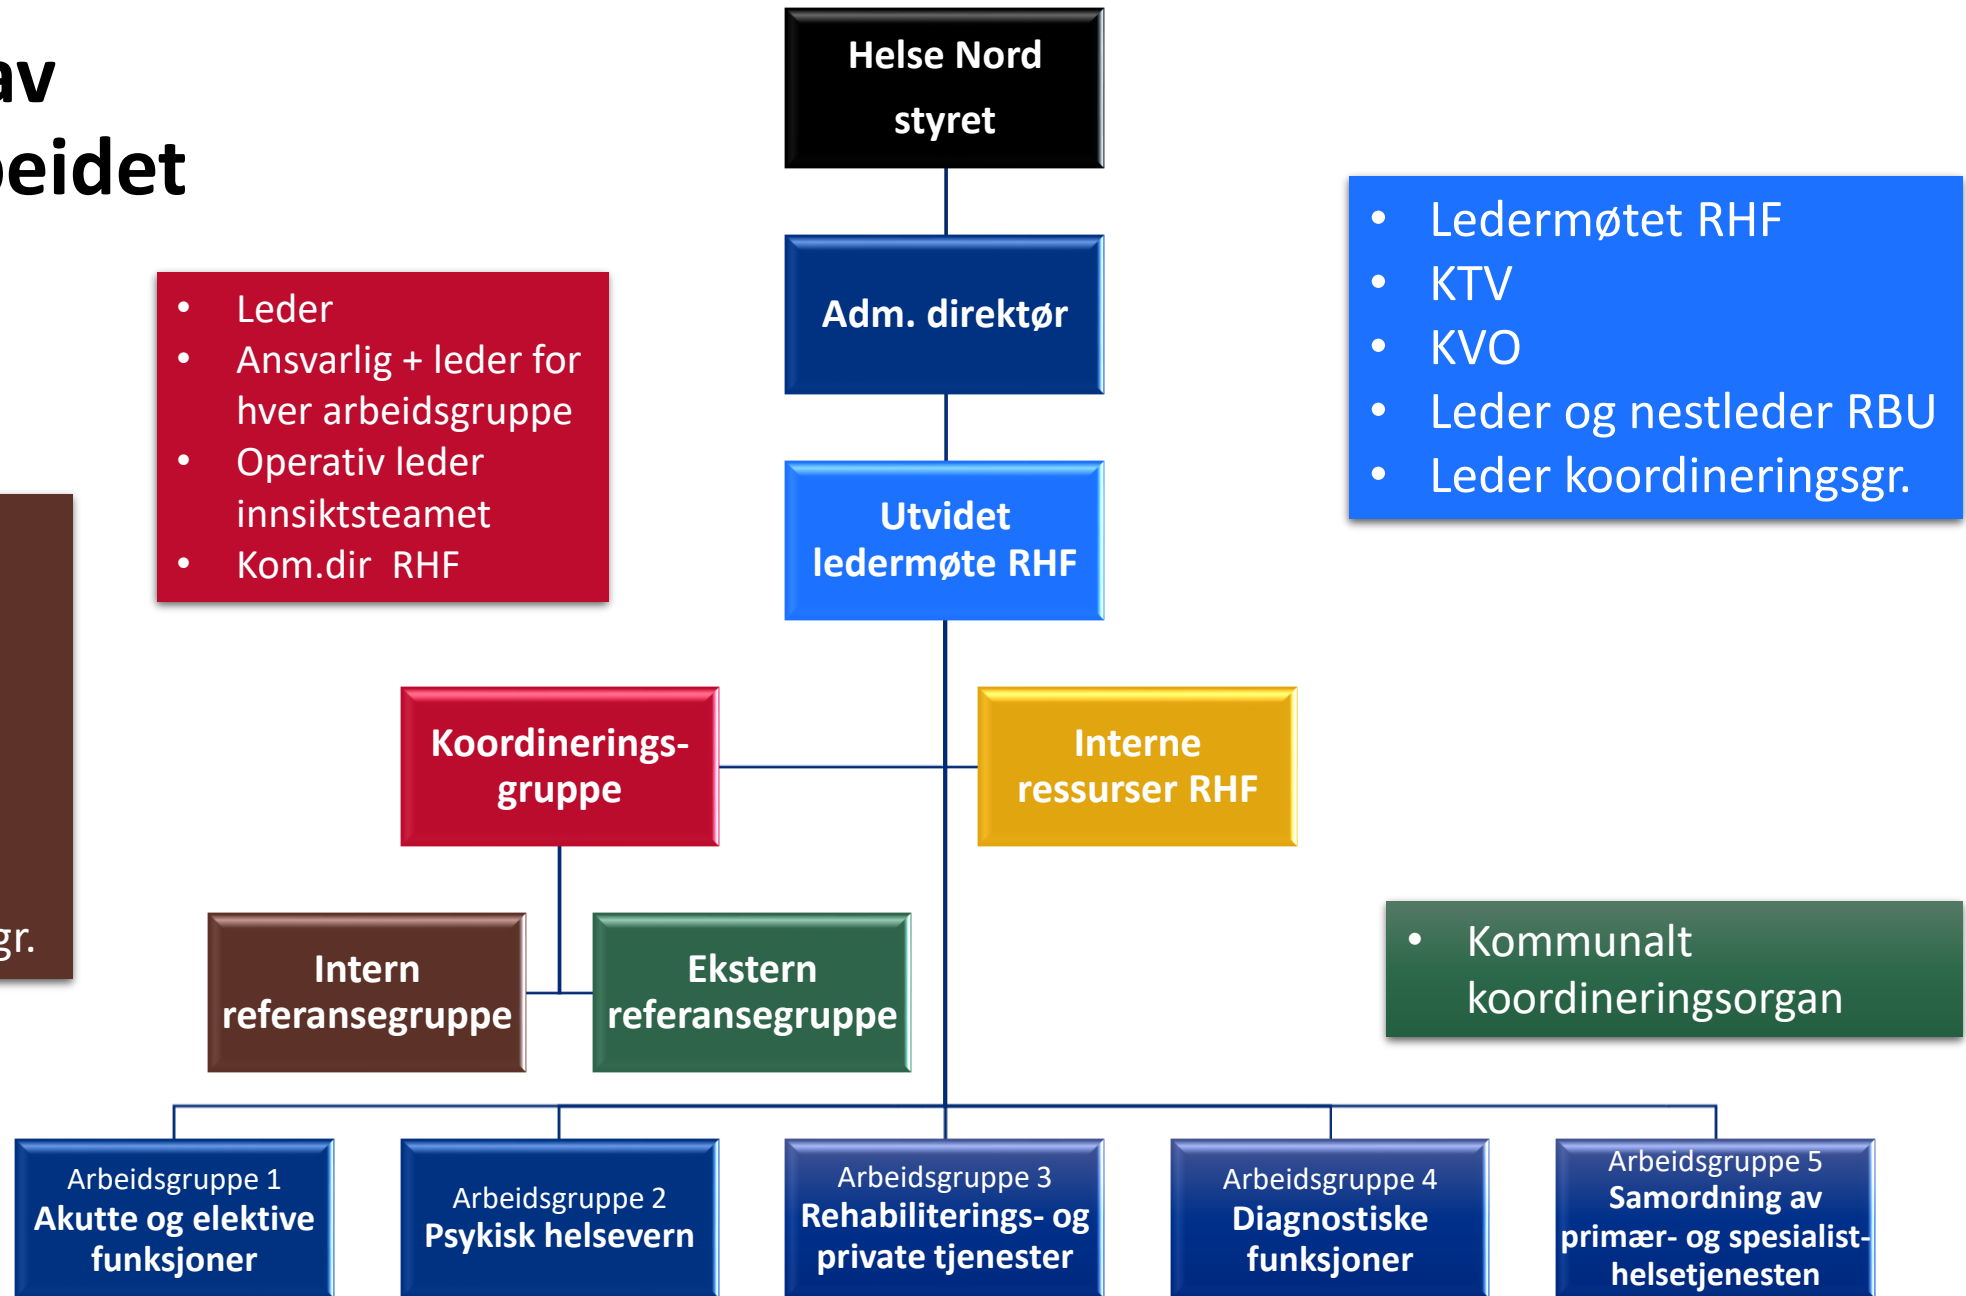 av
beidet
Helse Nord
styret
Adm. direktør
Utvidet
ledermøte RHF
• Leder
• Ansvarlig + leder for
hver arbeidsgruppe
• Operativ leder
innsiktsteamet
• Kom.dir RHF
• Ledermøtet RHF
• KTV
• KVO
• Leder og nestleder RBU
• Leder koordineringsgr.
gr.
Koordinerings-
gruppe
Interne
ressurser RHF
Intern
referansegruppe
Ekstern
referansegruppe
• Kommunalt
koordineringsorgan
Arbeidsgruppe 1
Akutte og elektive
funksjoner
Arbeidsgruppe 2
Psykisk helsevern
Arbeidsgruppe 3
Rehabiliterings- og
private tjenester
Arbeidsgruppe 4
Diagnostiske
funksjoner
Arbeidsgruppe 5
Samordning av
primær- og spesialist-
helsetjenesten